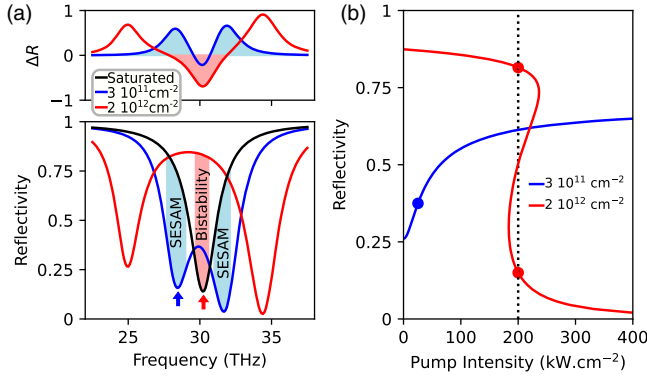 (a)
1
0
−1
ΔR
Saturated
3 10¹¹cm⁻²
2 10¹²cm⁻²
1
0.75
0.5
0.25
0
Reflectivity
SESAM
Bistability
SESAM
25
30
35
Frequency (THz)
(b)
0.75
0.5
0.25
0
Reflectivity
3 10¹¹ cm⁻²
2 10¹² cm⁻²
0
100
200
300
400
Pump Intensity (kW.cm⁻²)